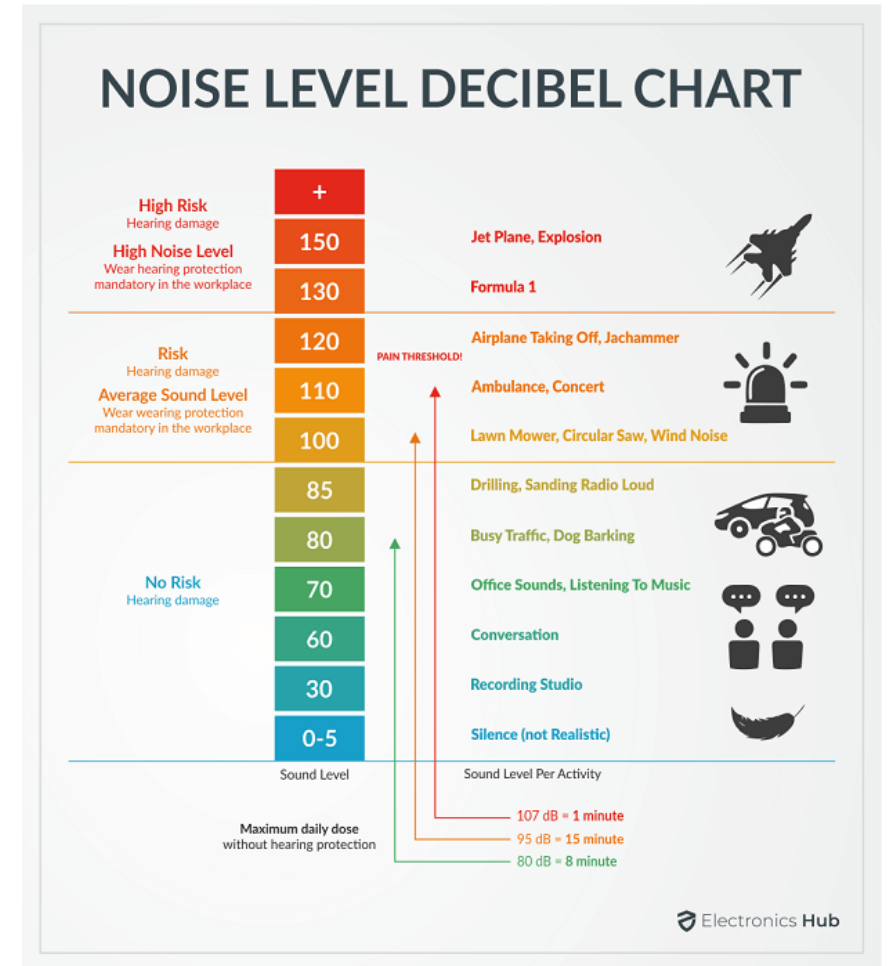 NOISE LEVEL DECIBEL CHART
High Risk
Hearing damage
High Noise Level
Wear hearing protection
mandatory in the workplace
Risk
Hearing damage
Average Sound Level
Wear wearing protection
mandatory in the workplace
No Risk
Hearing damage
+
150
130
120
110
100
85
80
70
60
30
0-5
Sound Level
PAIN THRESHOLD!
Jet Plane, Explosion
Formula 1
Airplane Taking Off, Jachammer
Ambulance, Concert
Lawn Mower, Circular Saw, Wind Noise
Drilling, Sanding Radio Loud
Busy Traffic, Dog Barking
Office Sounds, Listening To Music
Conversation
Recording Studio
Silence (not Realistic)
Sound Level Per Activity
Maximum daily dose
without hearing protection
107 dB = 1 minute
95 dB = 15 minute
80 dB = 8 minute
Electronics Hub